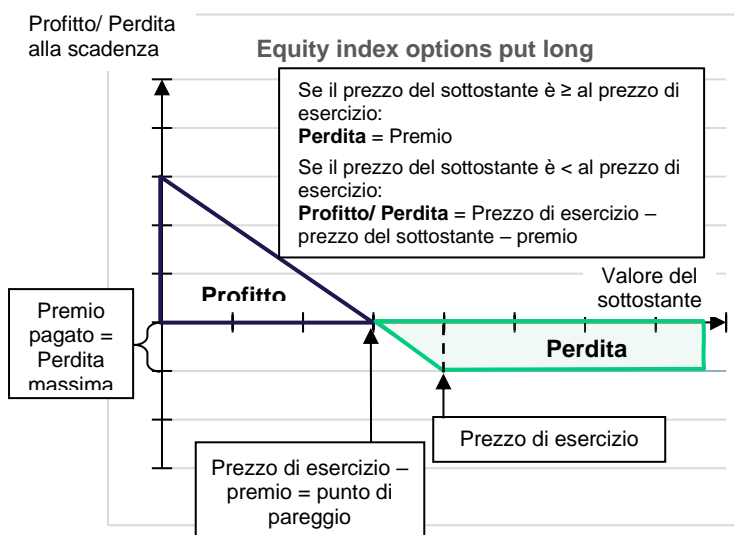 Profitto/ Perdita
alla scadenza
Equity index options put long
Se il prezzo del sottostante è ≥ al prezzo di
esercizio:
Perdita = Premio
Se il prezzo del sottostante è < al prezzo di
esercizio:
Profitto/ Perdita = Prezzo di esercizio –
prezzo del sottostante – premio
Valore del
sottostante
Profitto
Premio
pagato =
Perdita
massima
Perdita
Prezzo di esercizio
Prezzo di esercizio –
premio = punto di
pareggio